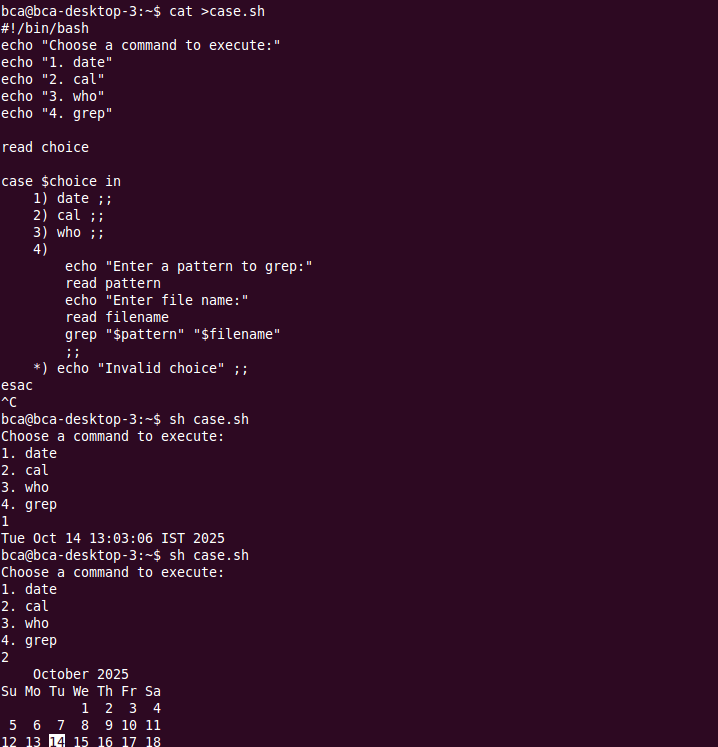 bca@bca-desktop-3:~$ cat >case.sh
#!/bin/bash
echo "Choose a command to execute:"
echo "1. date"
echo "2. cal"
echo "3. who"
echo "4. grep"

read choice

case $choice in
    1) date ;;
    2) cal ;;
    3) who ;;
    4)
        echo "Enter a pattern to grep:"
        read pattern
        echo "Enter file name:"
        read filename
        grep "$pattern" "$filename"
        ;;
    *) echo "Invalid choice" ;;
esac
^C
bca@bca-desktop-3:~$ sh case.sh
Choose a command to execute:
1. date
2. cal
3. who
4. grep
1
Tue Oct 14 13:03:06 IST 2025
bca@bca-desktop-3:~$ sh case.sh
Choose a command to execute:
1. date
2. cal
3. who
4. grep
2
    October 2025
Su Mo Tu We Th Fr Sa
          1  2  3  4
 5  6  7  8  9 10 11
12 13 14 15 16 17 18